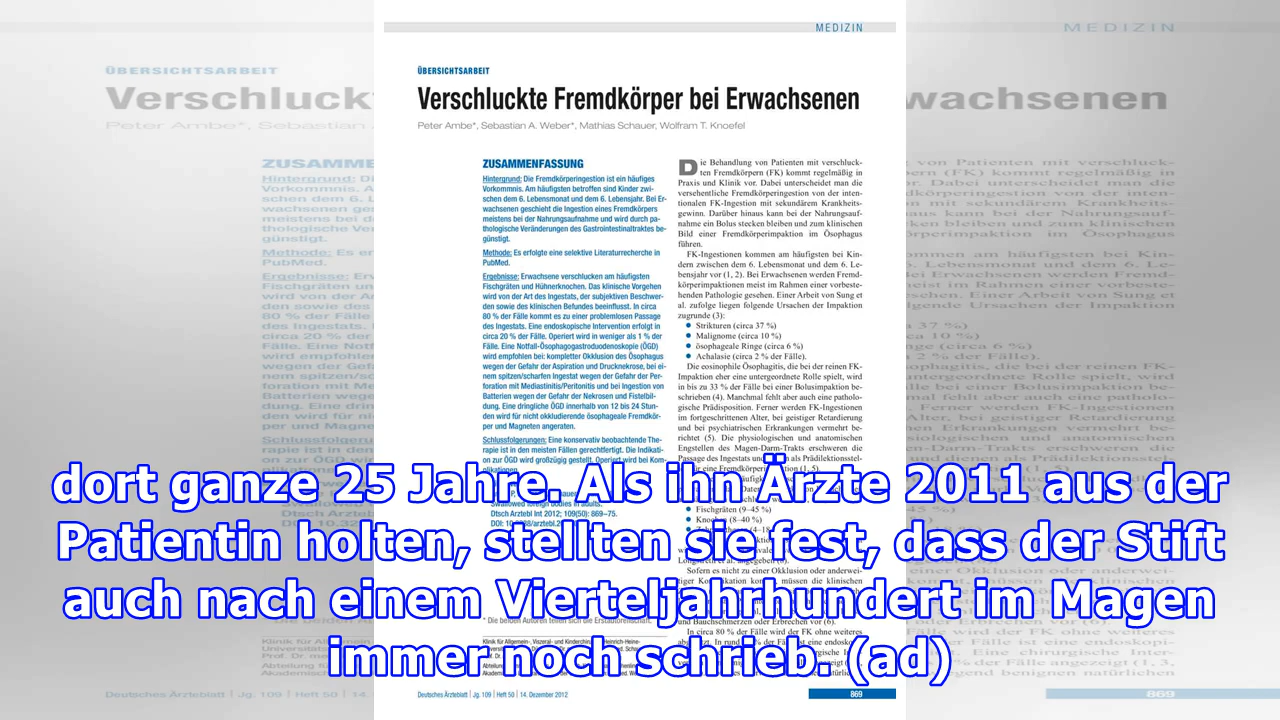 MEDIZIN
ÜBERSICHTSARBEIT
Verschluckte Fremdkörper bei Erwachsenen
Peter Ambe*, Sebastian A. Weber*, Mathias Schauer, Wolfram T. Knoefel
ZUSAMMENFASSUNG
Hintergrund: Die Fremdkörperingestion ist ein häufiges
Vorkommnis. Am häufigsten betroffen sind Kinder zwi-
schen dem 6. Lebensmonat und dem 6. Lebensjahr. Bei Er-
wachsenen geschieht die Ingestion eines Fremdkörpers
meistens bei der Nahrungsaufnahme und wird durch pa-
thologische Veränderungen des Gastrointestinaltraktes be-
günstigt.
Methode: Es erfolgte eine selektive Literaturrecherche in
PubMed.
Ergebnisse: Erwachsene verschlucken am häufigsten
Fischgräten und Hühnerknochen. Das klinische Vorgehen
wird von der Art des Ingestats, der subjektiven Beschwer-
den sowie des klinischen Befundes beeinflusst. In circa
80 % der Fälle kommt es zu einer problemlosen Passage
des Ingestats. Eine endoskopische Intervention erfolgt in
circa 20 % der Fälle. Operiert wird in weniger als 1 % der
Fälle. Eine Notfall-Ösophagogastroduodenoskopie (ÖGD)
wird empfohlen bei: kompletter Okklusion des Ösophagus
wegen der Gefahr der Aspiration und Drucknekrose, bei ei-
nem spitzen/scharfen Ingestat wegen der Gefahr der Per-
foration mit Mediastinitis/Peritonitis und bei Ingestion von
Batterien wegen der Gefahr der Nekrosen und Fistelbil-
dung. Eine dringliche ÖGD innerhalb von 12 bis 24 Stun-
den wird für nicht okkludierende ösophageale Fremdkör-
per und Magneten angeraten.
Schlussfolgerungen: Eine konservativ beobachtende The-
rapie ist in den meisten Fällen gerechtfertigt. Die Indikati-
on zur ÖGD wird großzügig gestellt. Operiert wird bei Kom-
Dtsch Arztebl Int 2012; 109(50): 869–75.
Die Behandlung von Patienten mit verschluck-
ten Fremdkörpern (FK) kommt regelmäßig in
Praxis und Klinik vor. Dabei unterscheidet man die
versehentliche Fremdkörperingestion von der inten-
tionalen FK-Ingestion mit sekundärem Krankheits-
gewinn. Darüber hinaus kann bei der Nahrungsauf-
nahme ein Bolus stecken bleiben und zum klinischen
Bild einer Fremdkörperimpaktion im Ösophagus
führen.
FK-Ingestionen kommen am häufigsten bei Kin-
dern zwischen dem 6. Lebensmonat und dem 6. Le-
bensjahr vor (1, 2). Bei Erwachsenen werden Fremd-
körperimpaktionen meist im Rahmen einer vorbeste-
henden Pathologie gesehen. Einer Arbeit von Sung et
al. zufolge liegen folgende Ursachen der Impaktion
zugrunde (3):
● Strikturen (circa 37 %)
● Malignome (circa 10 %)
● ösophageale Ringe (circa 6 %)
● Achalasie (circa 2 % der Fälle).
Die eosinophile Ösophagitis, die bei der reinen FK-
Impaktion eher eine untergeordnete Rolle spielt, wird
in bis zu 33 % der Fälle bei einer Bolusimpaktion be-
schrieben (4). Manchmal fehlt aber auch eine patholo-
gische Prädisposition. Ferner werden FK-Ingestionen
im fortgeschrittenen Alter, bei geistiger Retardierung
und bei psychiatrischen Erkrankungen vermehrt be-
richtet (5). Die physiologischen und anatomischen
Engstellen des Magen-Darm-Trakts erschweren die
● Fischgräten (9–45 %)
● Knochen (8–40 %)
dort ganze 25 Jahre. Als ihn Ärzte 2011 aus der
Patientin holten, stellten sie fest, dass der Stift
auch nach einem Vierteljahrhundert im Magen
immer noch schrieb. (ad)
* Die beiden Autoren teilen sich die Erstautorenschaft.
Deutsches Ärzteblatt | Jg. 109 | Heft 50 | 14. Dezember 2012
869